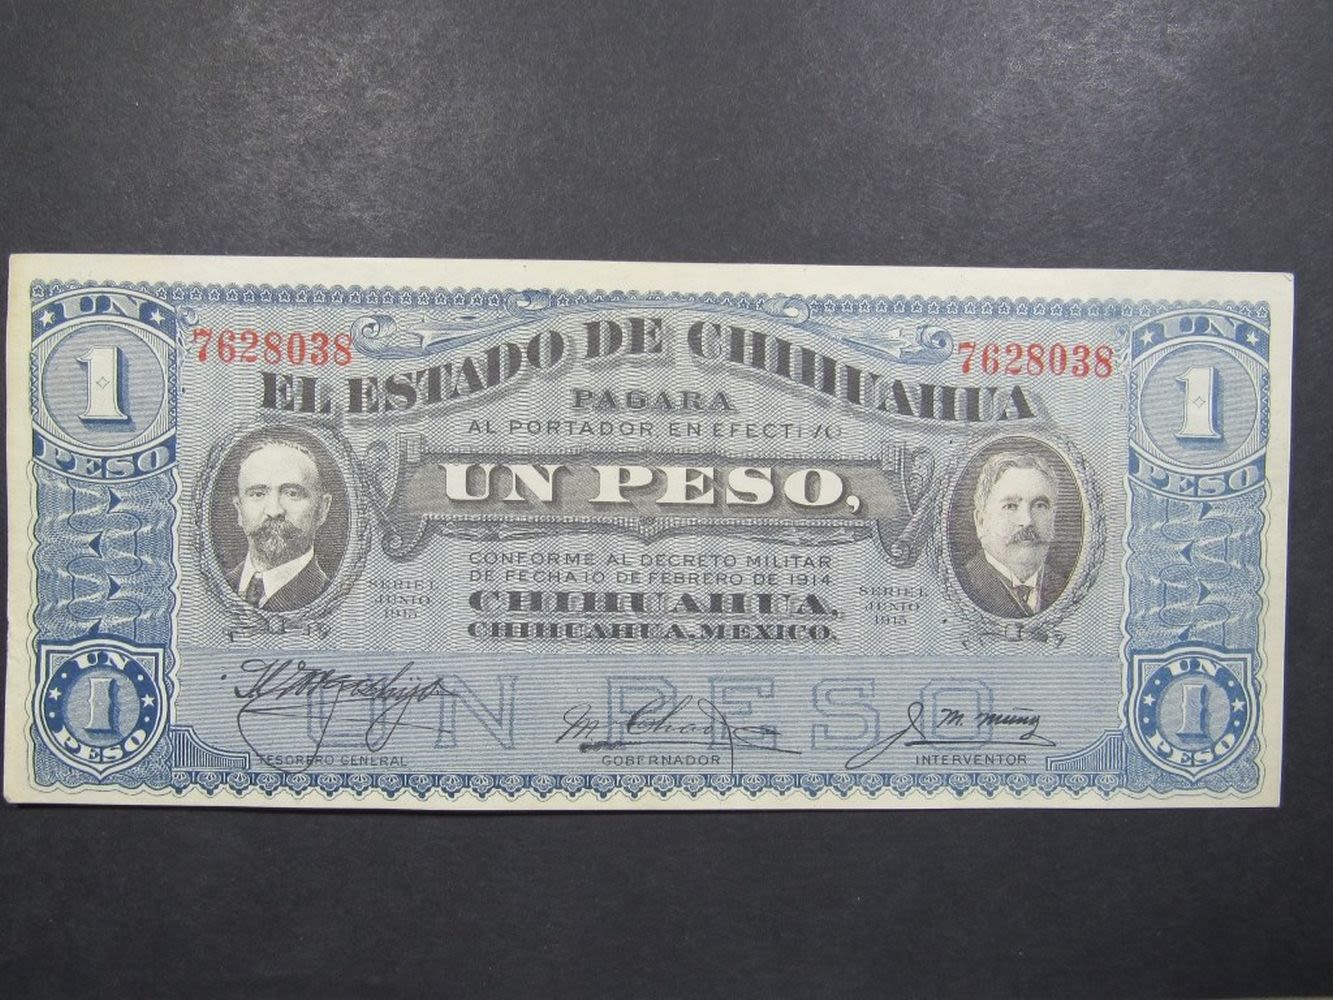 UN
1
PESO
UN
1
PESO
7628038
7628038
EL ESTADO DE CHIHUAHUA
PAGARA
AL PORTADOR EN EFECTIVO
UN PESO,
CONFORME AL DECRETO MILITAR
DE FECHA 10 DE FEBRERO DE 1914
CHIHUAHUA,
CHIHUAHUA, MEXICO.
SERIE I
JUNIO
1915
SERIE I
JUNIO
1915
UN PESO
TESORERO GENERAL
GOBERNADOR
J. M. Muñoz
INTERVENTOR
UN
1
PESO
UN
1
PESO